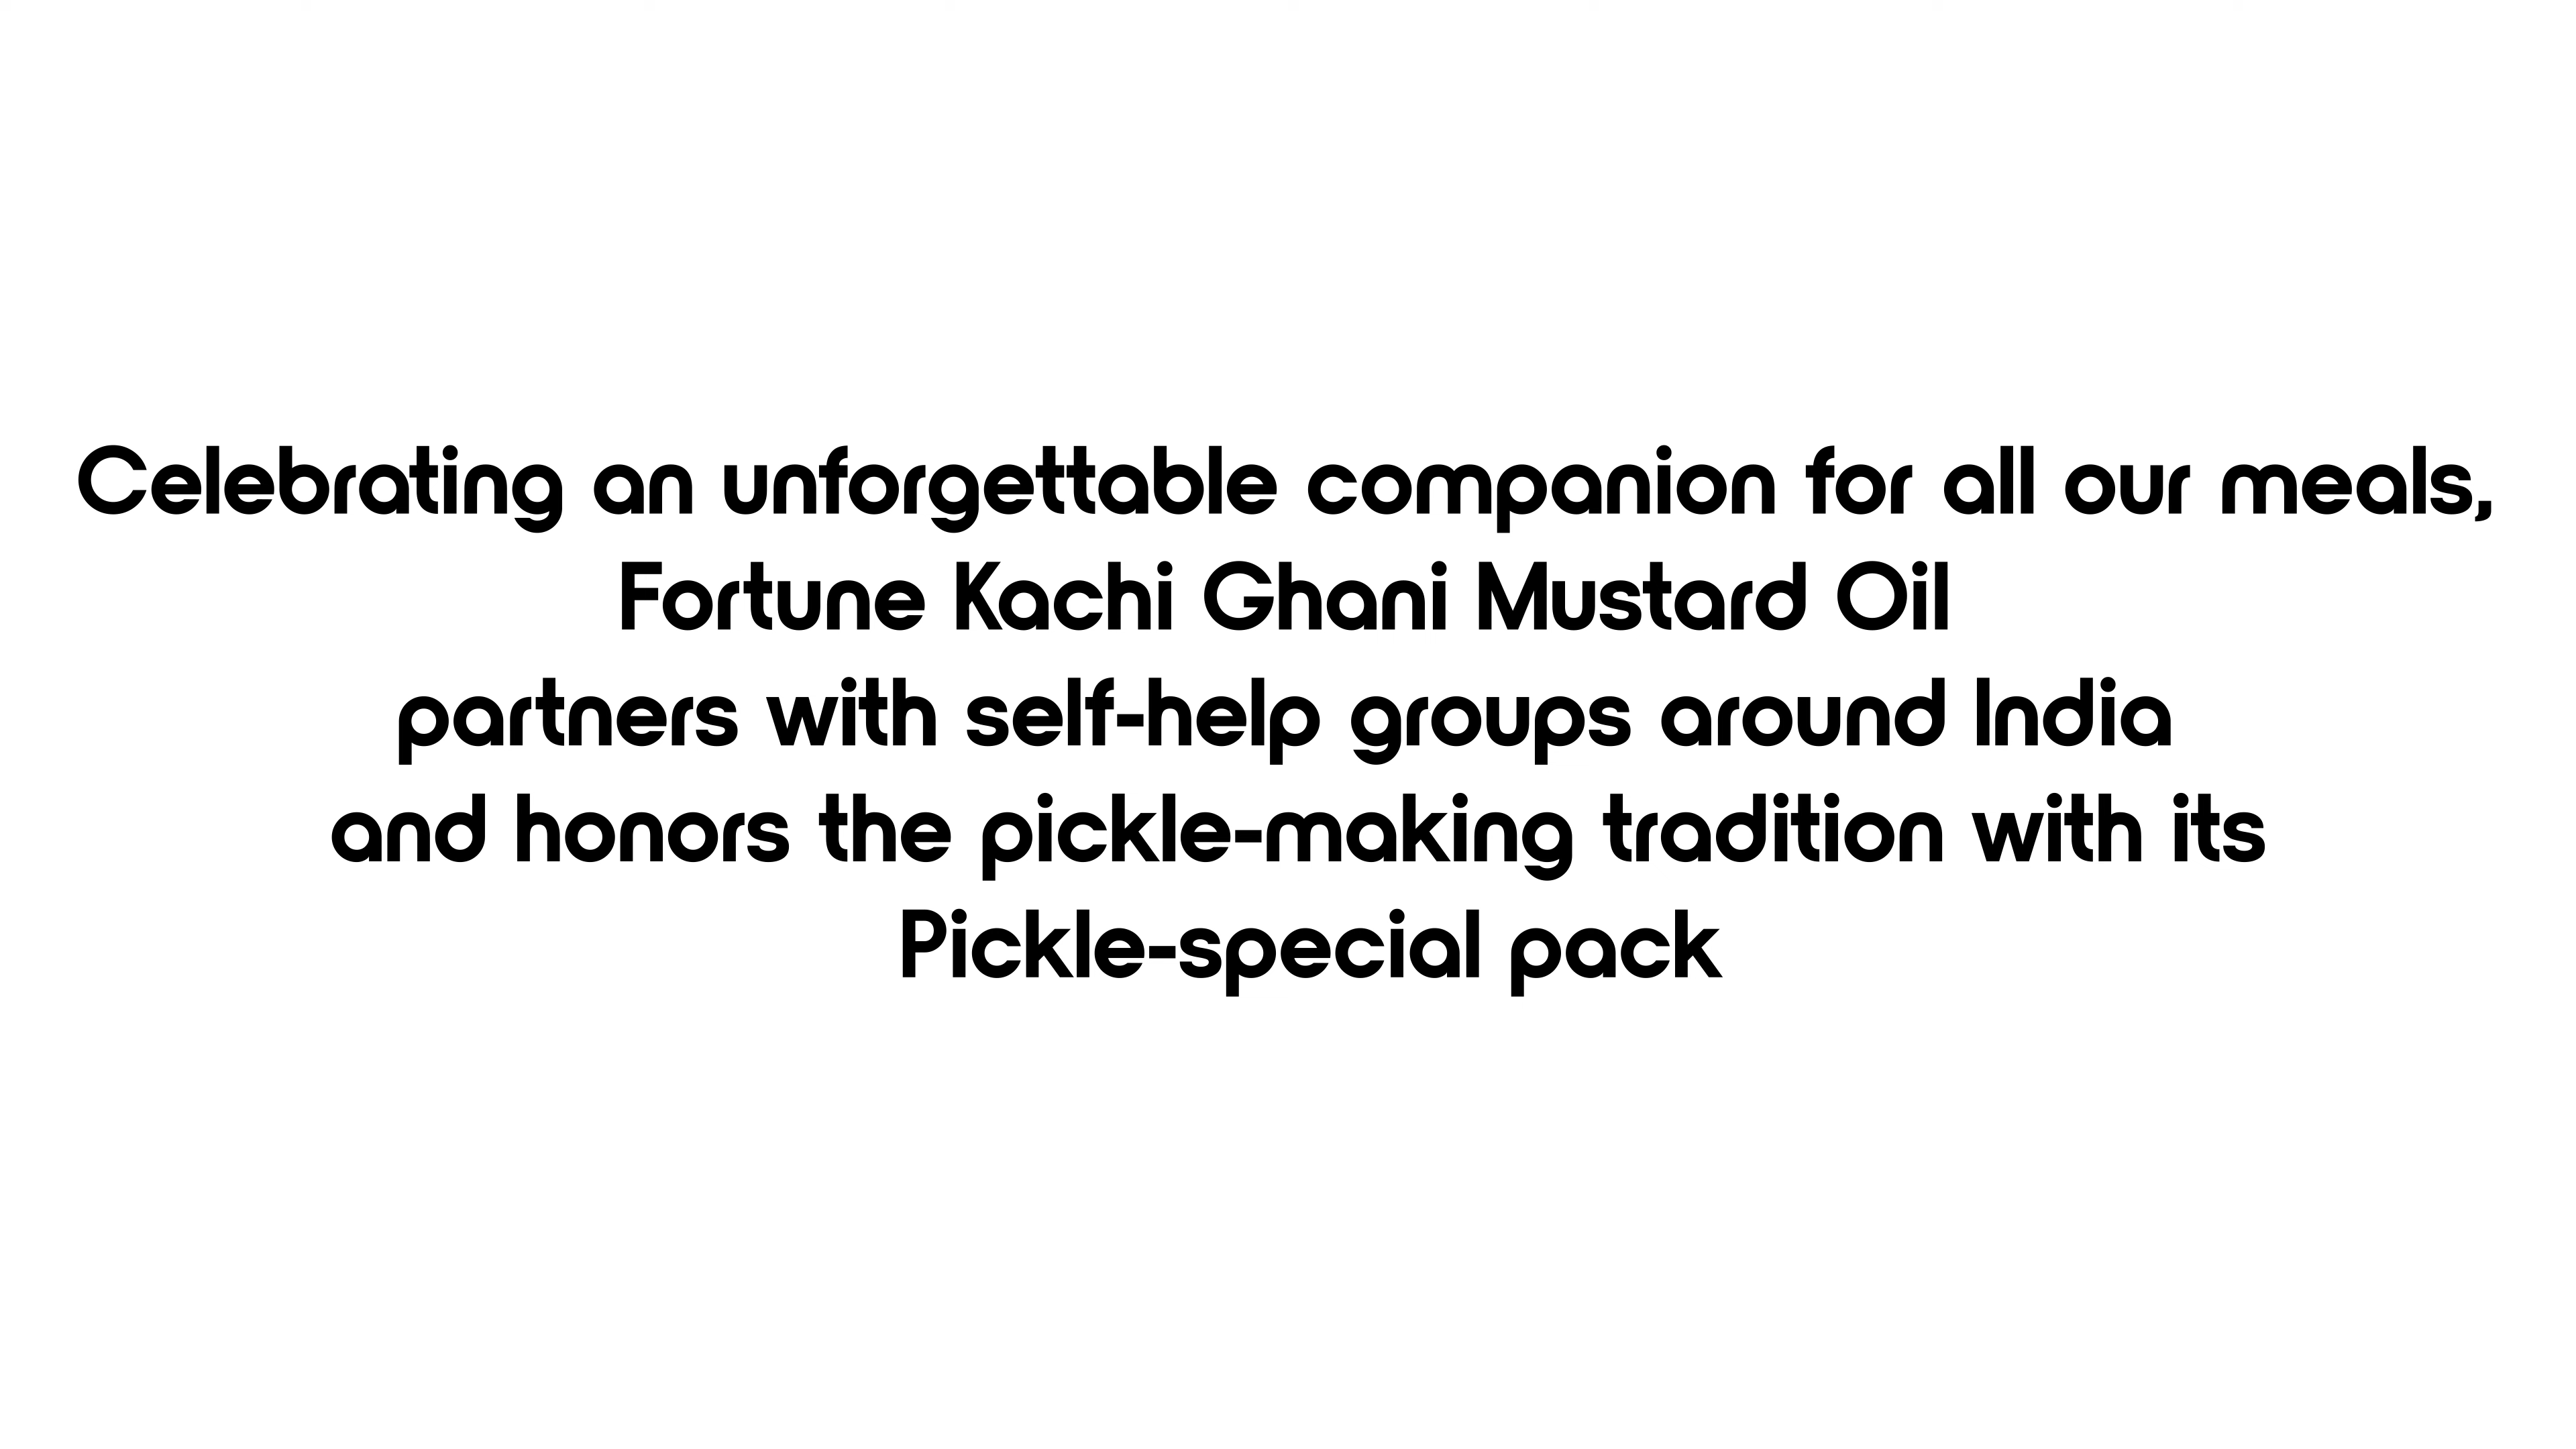 Celebrating an unforgettable companion for all our meals,
Fortune Kachi Ghani Mustard Oil
partners with self-help groups around India
and honors the pickle-making tradition with its
Pickle-special pack